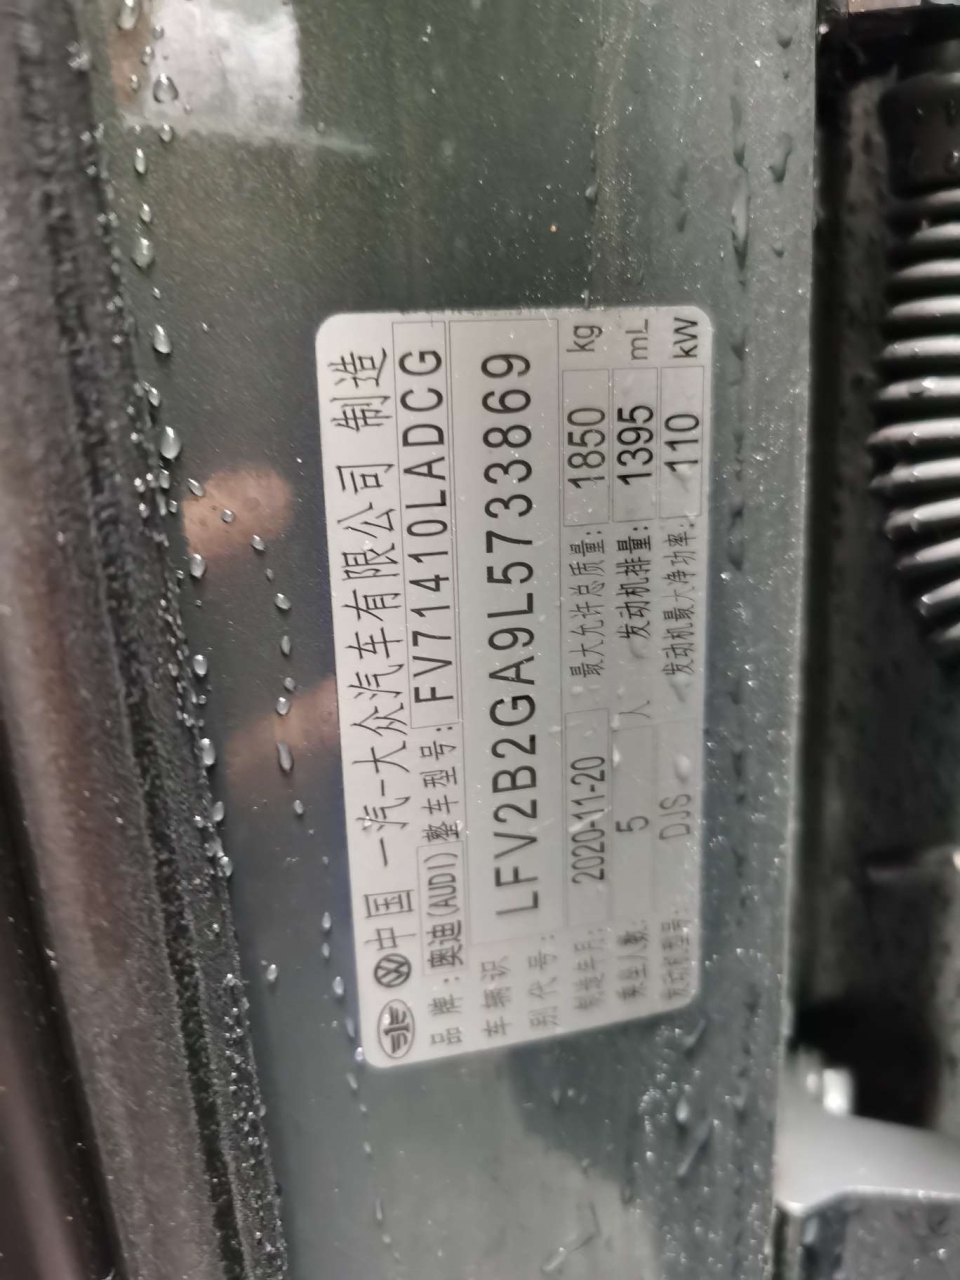 中国 一汽-大众汽车有限公司 制造
品牌:奥迪(AUDI) 整车型号: FV71410LADCG
车辆识别代号: LFV2B2GA9L5733869
制造年月: 2020-11-20 最大允许总质量: 1850 kg
乘坐人数: 5 人 发动机排量: 1395 mL
发动机型号: DJS 发动机最大净功率: 110 kW